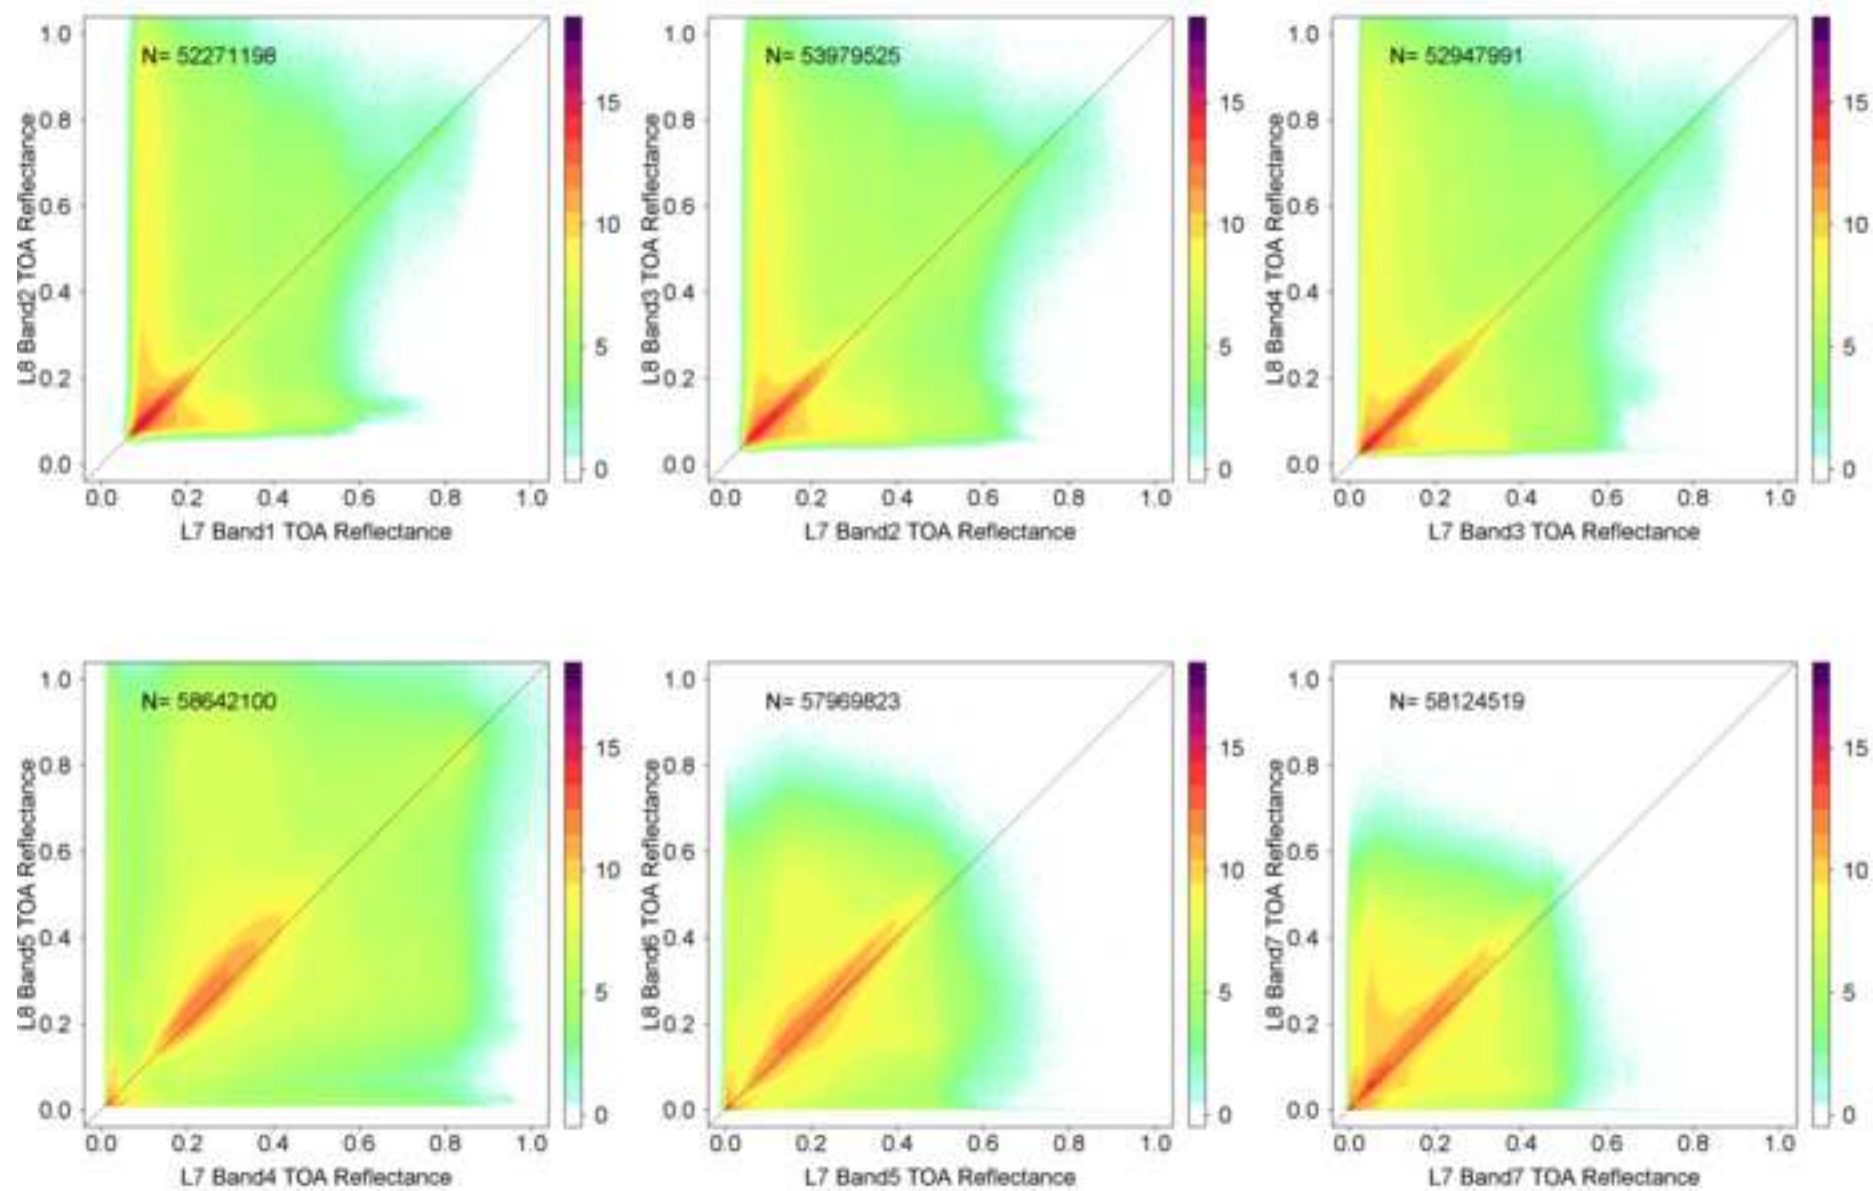 N= 52271198
L8 Band2 TOA Reflectance
1.0
0.8
0.6
0.4
0.2
0.0
0.0 0.2 0.4 0.6 0.8 1.0
L7 Band1 TOA Reflectance
15
10
5
0
N= 53979525
L8 Band3 TOA Reflectance
1.0
0.8
0.6
0.4
0.2
0.0
0.0 0.2 0.4 0.6 0.8 1.0
L7 Band2 TOA Reflectance
15
10
5
0
N= 52947991
L8 Band4 TOA Reflectance
1.0
0.8
0.6
0.4
0.2
0.0
0.0 0.2 0.4 0.6 0.8 1.0
L7 Band3 TOA Reflectance
15
10
5
0
N= 58642100
L8 Band5 TOA Reflectance
1.0
0.8
0.6
0.4
0.2
0.0
0.0 0.2 0.4 0.6 0.8 1.0
L7 Band4 TOA Reflectance
15
10
5
0
N= 57969823
L8 Band6 TOA Reflectance
1.0
0.8
0.6
0.4
0.2
0.0
0.0 0.2 0.4 0.6 0.8 1.0
L7 Band5 TOA Reflectance
15
10
5
0
N= 58124519
L8 Band7 TOA Reflectance
1.0
0.8
0.6
0.4
0.2
0.0
0.0 0.2 0.4 0.6 0.8 1.0
L7 Band7 TOA Reflectance
15
10
5
0